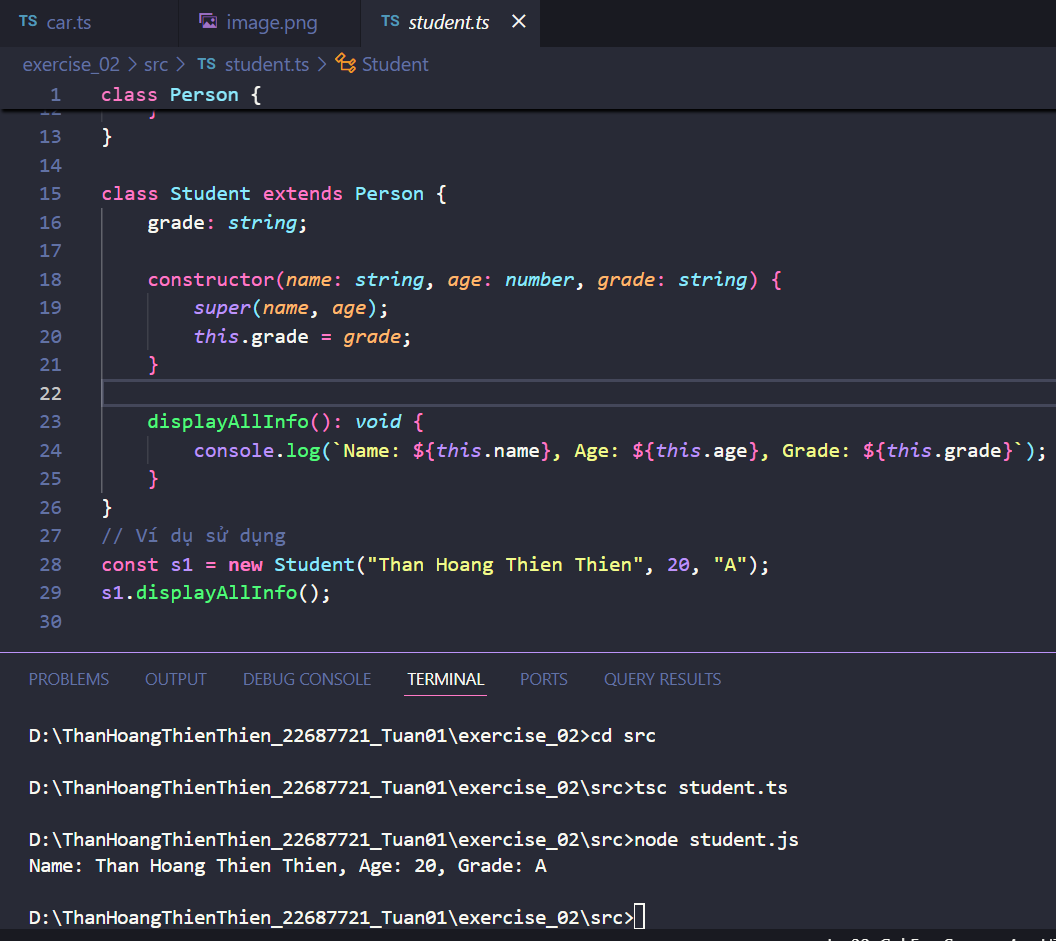 TS car.ts image.png TS student.ts
exercise_02 > src > TS student.ts > Student
1 class Person {
12 }
13 }
14
15 class Student extends Person {
16 grade: string;
17
18 constructor(name: string, age: number, grade: string) {
19 super(name, age);
20 this.grade = grade;
21 }
22
23 displayAllInfo(): void {
24 console.log(`Name: ${this.name}, Age: ${this.age}, Grade: ${this.grade}`);
25 }
26 }
27 // Ví dụ sử dụng
28 const s1 = new Student("Than Hoang Thien Thien", 20, "A");
29 s1.displayAllInfo();
30
PROBLEMS OUTPUT DEBUG CONSOLE TERMINAL PORTS QUERY RESULTS
D:\ThanHoangThienThien_22687721_Tuan01\exercise_02>cd src
D:\ThanHoangThienThien_22687721_Tuan01\exercise_02\src>tsc student.ts
D:\ThanHoangThienThien_22687721_Tuan01\exercise_02\src>node student.js
Name: Than Hoang Thien Thien, Age: 20, Grade: A
D:\ThanHoangThienThien_22687721_Tuan01\exercise_02\src>